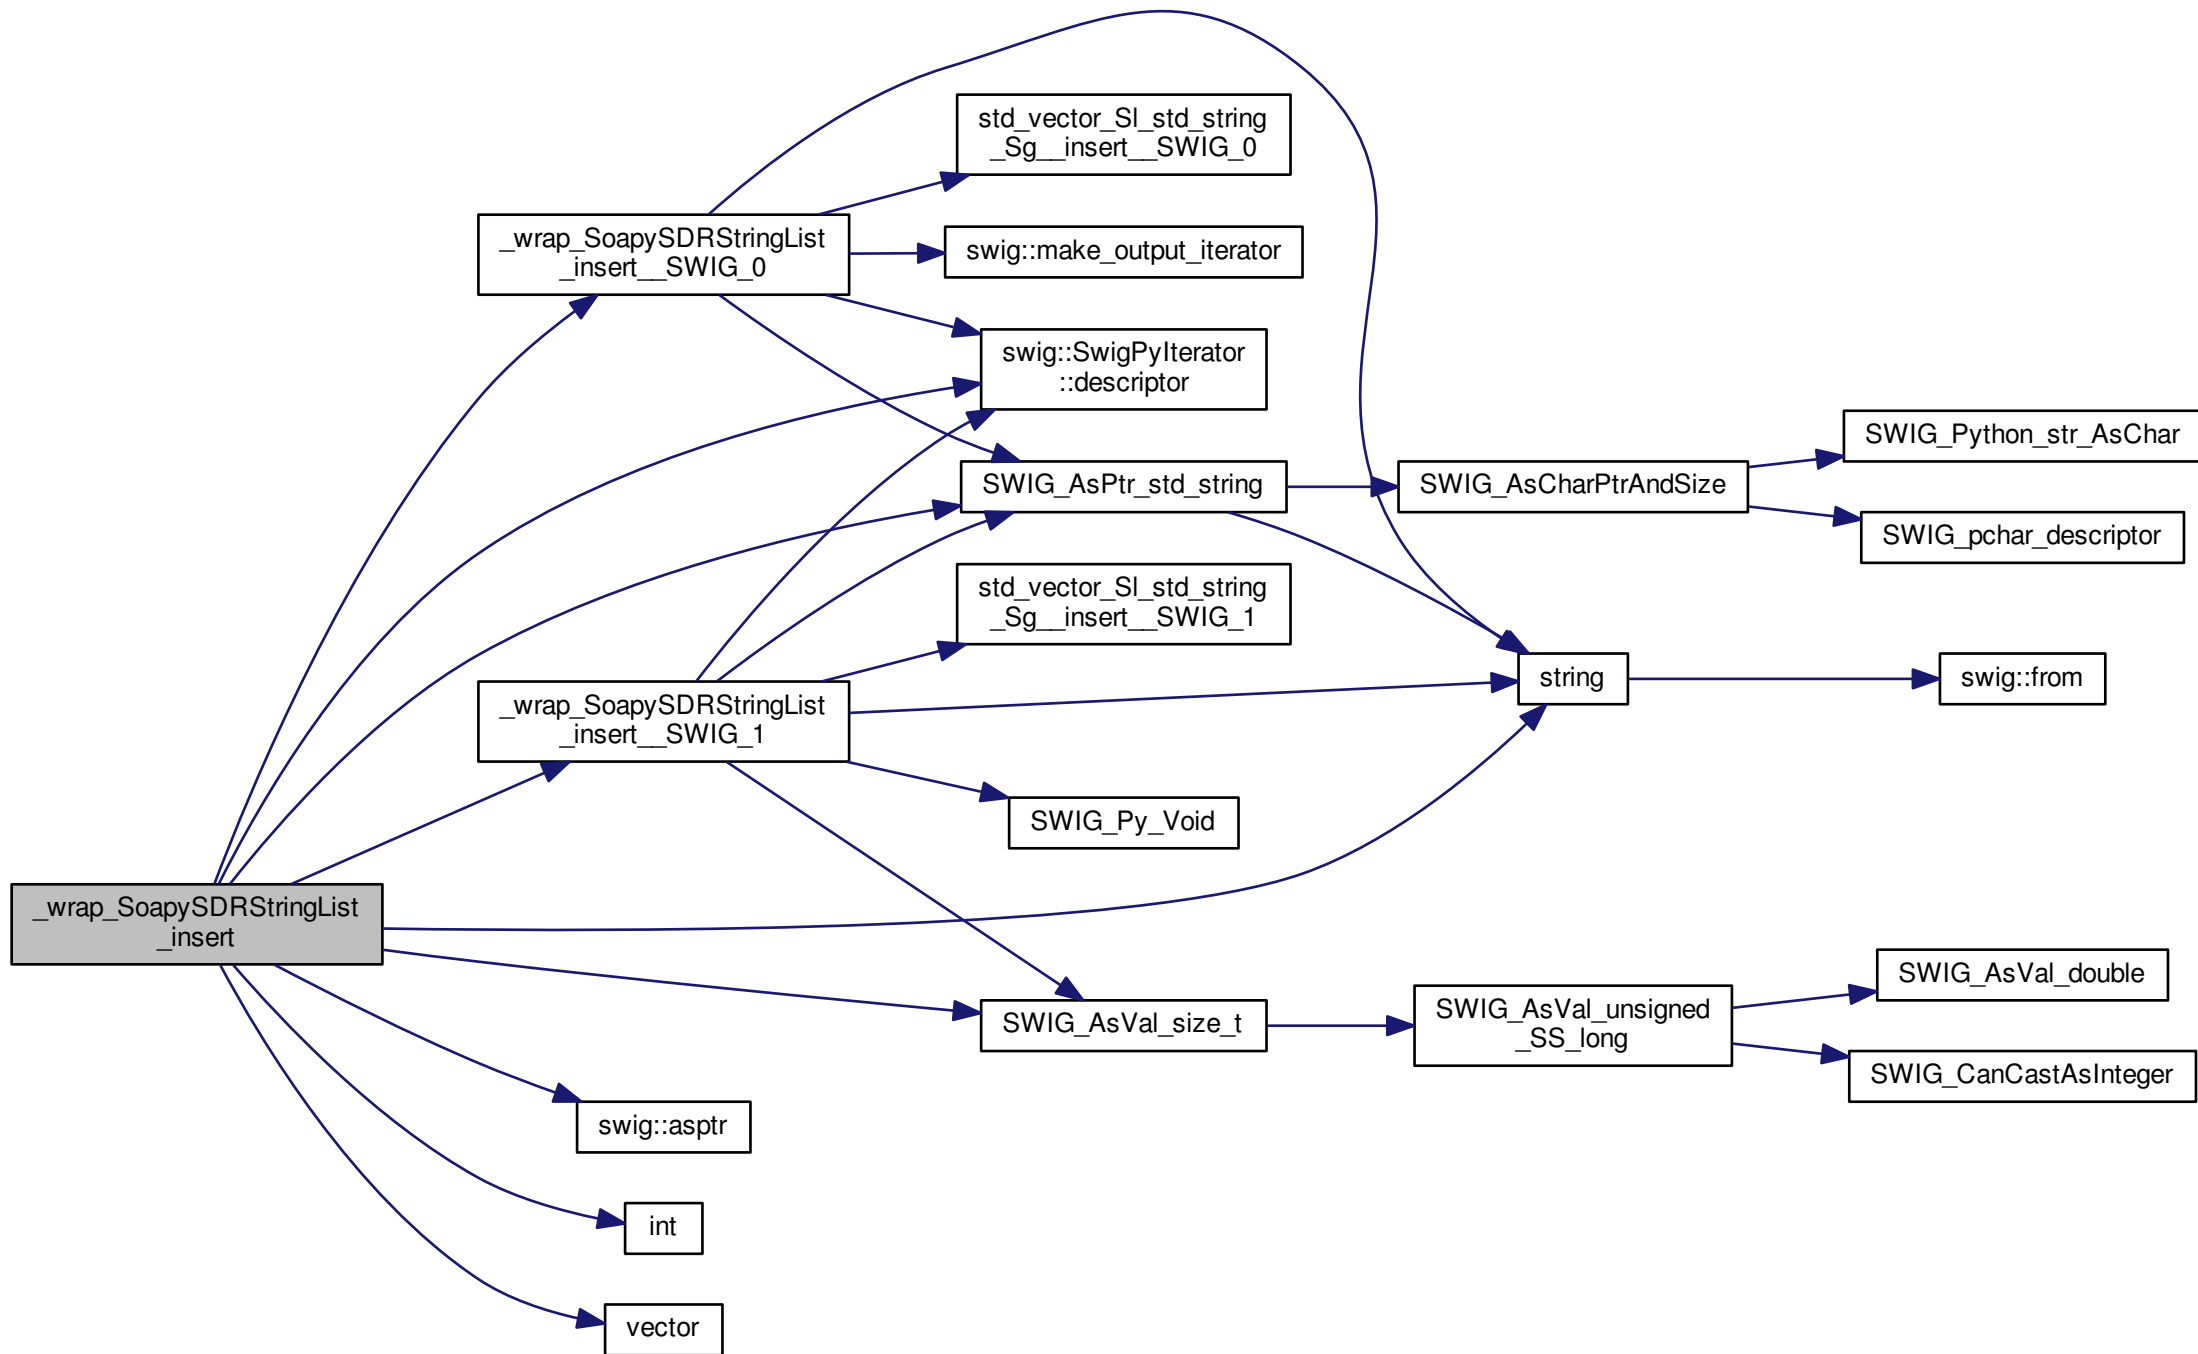 std_vector_Sl_std_string
_Sg__insert__SWIG_0
_wrap_SoapySDRStringList
_insert__SWIG_0
swig::make_output_iterator
swig::SwigPyIterator
::descriptor
SWIG_Python_str_AsChar
SWIG_AsPtr_std_string
SWIG_AsCharPtrAndSize
SWIG_pchar_descriptor
std_vector_Sl_std_string
_Sg__insert__SWIG_1
string
swig::from
_wrap_SoapySDRStringList
_insert__SWIG_1
SWIG_Py_Void
_wrap_SoapySDRStringList
_insert
SWIG_AsVal_double
SWIG_AsVal_size_t
SWIG_AsVal_unsigned
_SS_long
SWIG_CanCastAsInteger
swig::asptr
int
vector